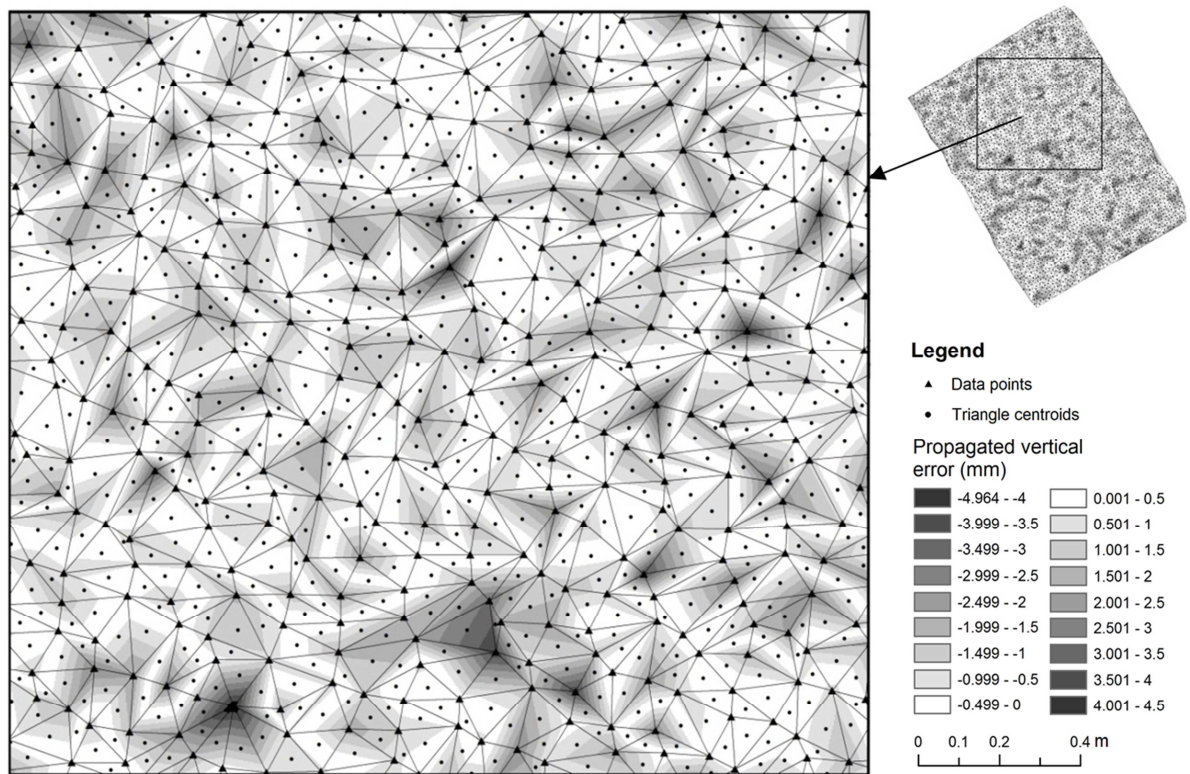 Legend
Data points
Triangle centroids
Propagated vertical
error (mm)
-4.964 - -4
-3.999 - -3.5
-3.499 - -3
-2.999 - -2.5
-2.499 - -2
-1.999 - -1.5
-1.499 - -1
-0.999 - -0.5
-0.499 - 0
0.001 - 0.5
0.501 - 1
1.001 - 1.5
1.501 - 2
2.001 - 2.5
2.501 - 3
3.001 - 3.5
3.501 - 4
4.001 - 4.5
0 0.1 0.2 0.4 m